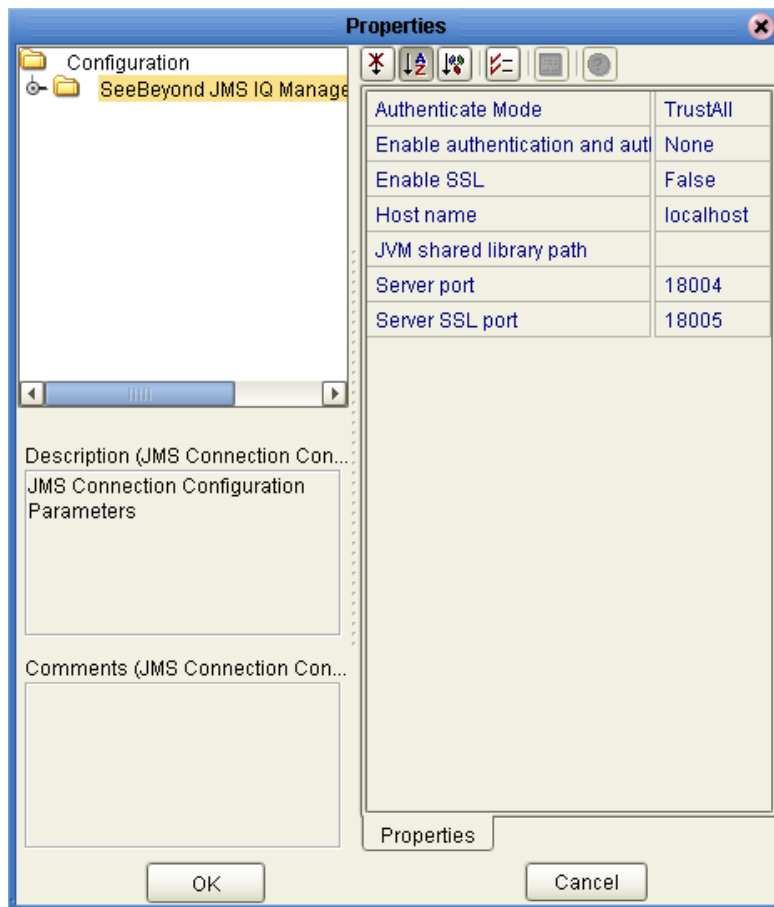 Properties
Configuration
SeeBeyond JMS IQ Manage
Authenticate Mode TrustAll
Enable authentication and auth None
Enable SSL False
Host name localhost
JVM shared library path
Server port 18004
Server SSL port 18005
Description (JMS Connection Con...
JMS Connection Configuration
Parameters
Comments (JMS Connection Con...
Properties
OK Cancel